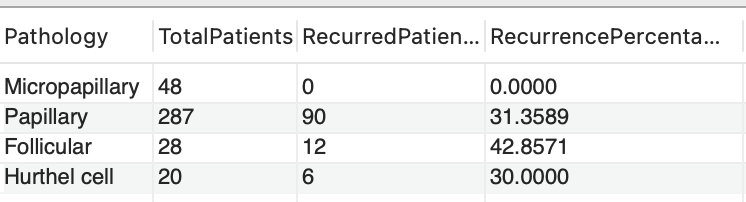 Pathology TotalPatients RecurredPatien... RecurrencePercenta...
Micropapillary 48 0 0.0000
Papillary 287 90 31.3589
Follicular 28 12 42.8571
Hurthel cell 20 6 30.0000